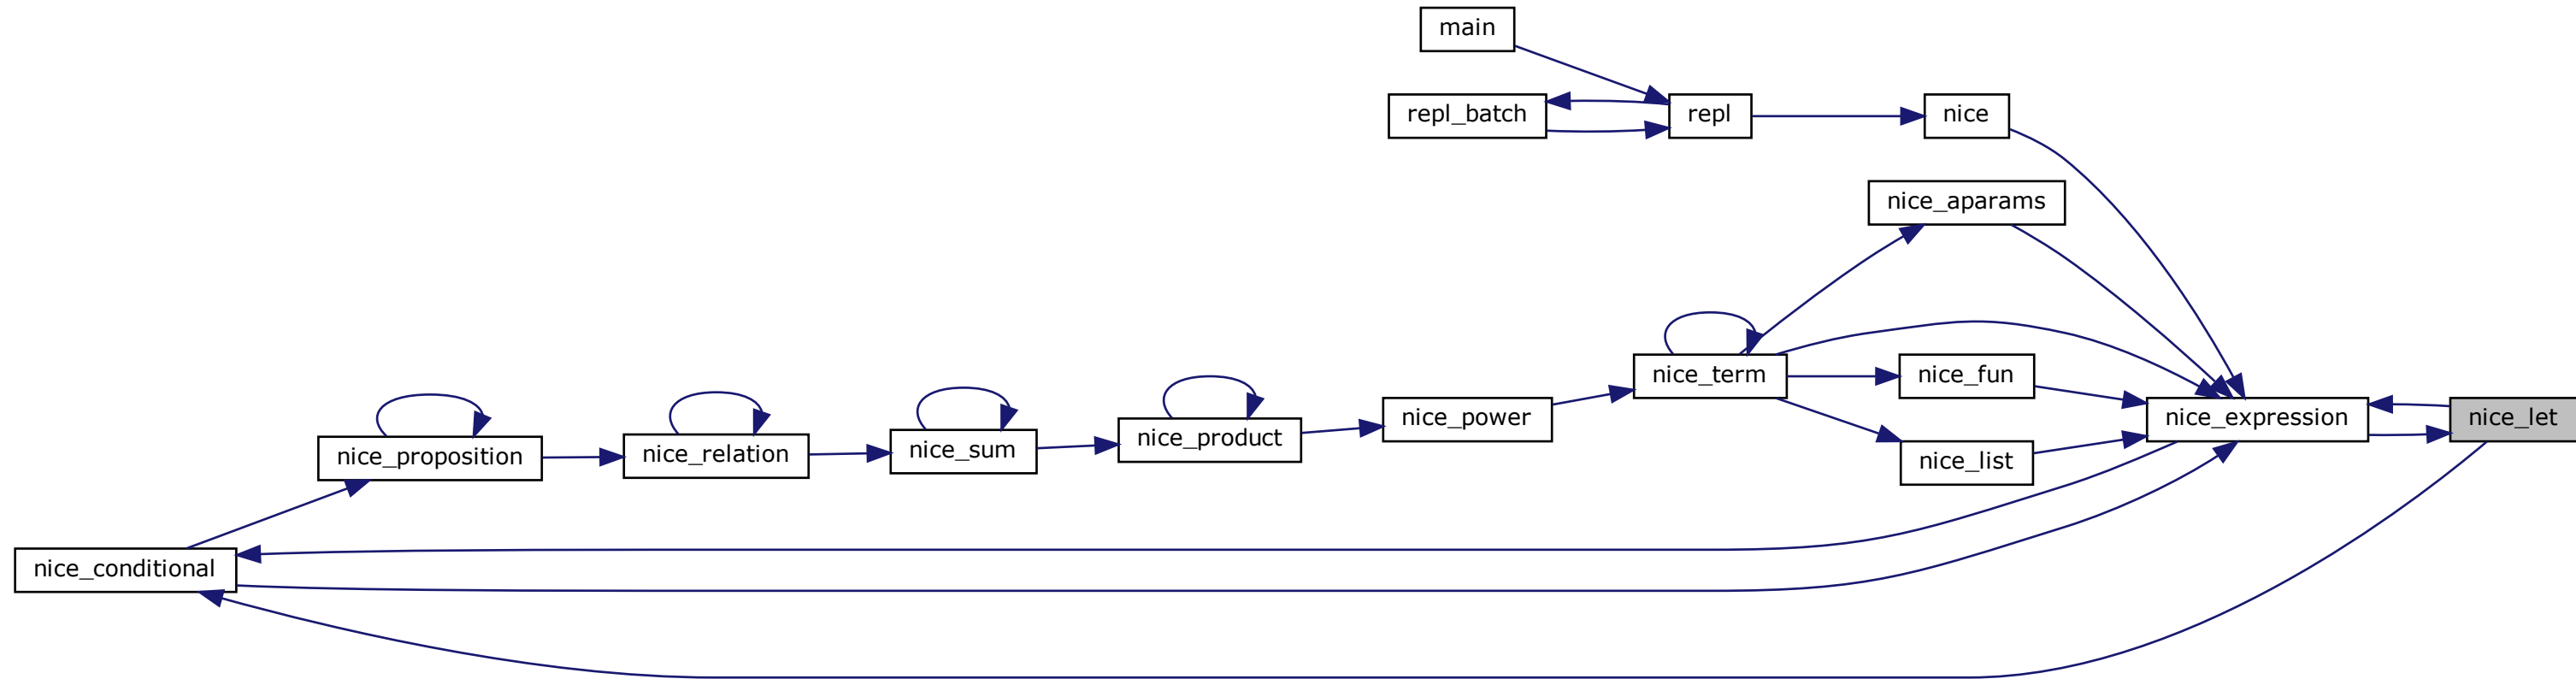 main
repl_batch
repl
nice
nice_aparams
nice_term
nice_fun
nice_power
nice_expression
nice_let
nice_product
nice_sum
nice_relation
nice_proposition
nice_list
nice_conditional